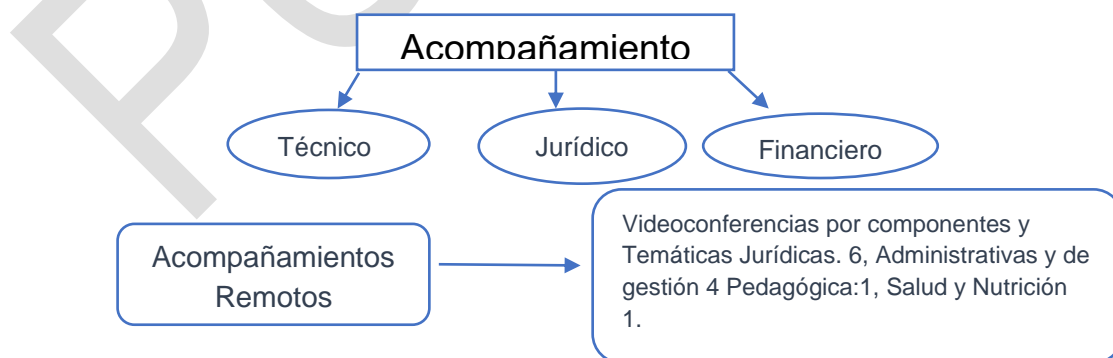 Acompañamiento
Técnico
Jurídico
Financiero
Acompañamientos
Remotos
Videoconferencias por componentes y
Temáticas Jurídicas. 6, Administrativas y de
gestión 4 Pedagógica:1, Salud y Nutrición
1.